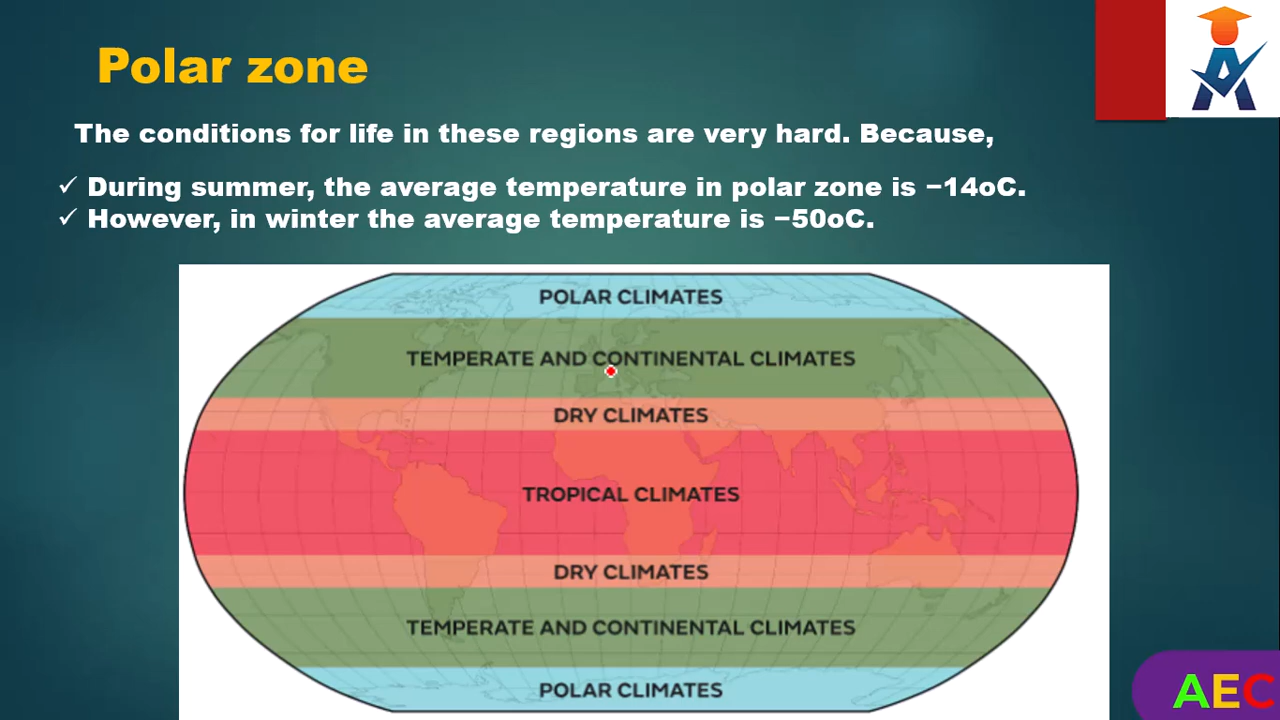 Polar zone
The conditions for life in these regions are very hard. Because,
✓ During summer, the average temperature in polar zone is −14oC.
✓ However, in winter the average temperature is −50oC.
POLAR CLIMATES
TEMPERATE AND CONTINENTAL CLIMATES
DRY CLIMATES
TROPICAL CLIMATES
DRY CLIMATES
TEMPERATE AND CONTINENTAL CLIMATES
POLAR CLIMATES
AEC